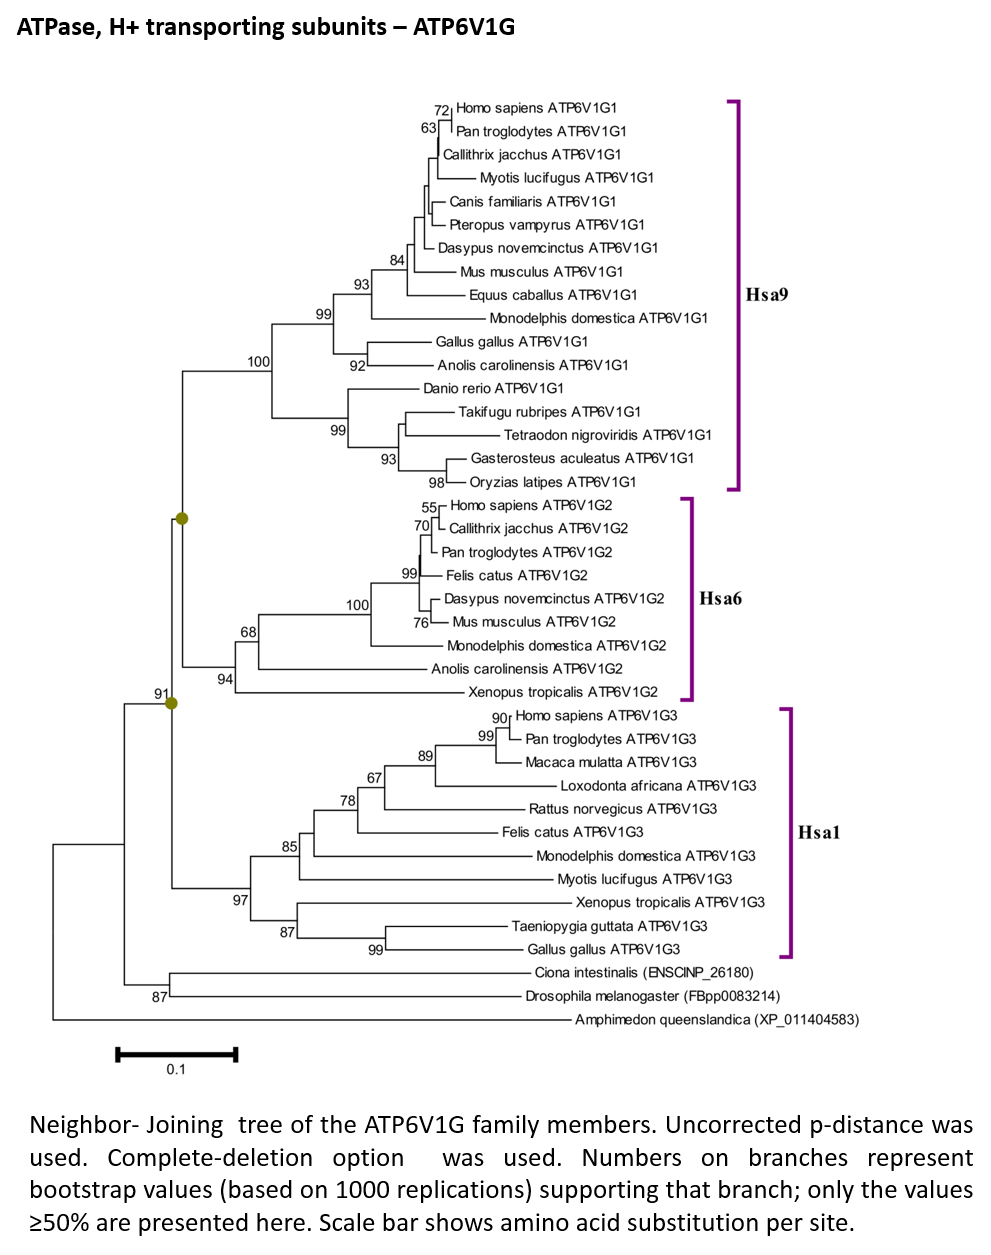 ATPase, H+ transporting subunits – ATP6V1G
72
Homo sapiens ATP6V1G1
63
Pan troglodytes ATP6V1G1
Callithrix jacchus ATP6V1G1
Myotis lucifugus ATP6V1G1
Canis familiaris ATP6V1G1
Pteropus vampyrus ATP6V1G1
Dasypus novemcinctus ATP6V1G1
84
Mus musculus ATP6V1G1
93
Equus caballus ATP6V1G1
Hsa9
99
Monodelphis domestica ATP6V1G1
Gallus gallus ATP6V1G1
100
92
Anolis carolinensis ATP6V1G1
Danio rerio ATP6V1G1
Takifugu rubripes ATP6V1G1
99
Tetraodon nigroviridis ATP6V1G1
93
Gasterosteus aculeatus ATP6V1G1
98
Oryzias latipes ATP6V1G1
55
Homo sapiens ATP6V1G2
70
Callithrix jacchus ATP6V1G2
Pan troglodytes ATP6V1G2
99
Felis catus ATP6V1G2
100
Dasypus novemcinctus ATP6V1G2
Hsa6
76
Mus musculus ATP6V1G2
68
Monodelphis domestica ATP6V1G2
Anolis carolinensis ATP6V1G2
94
Xenopus tropicalis ATP6V1G2
91
90
Homo sapiens ATP6V1G3
99
Pan troglodytes ATP6V1G3
89
Macaca mulatta ATP6V1G3
67
Loxodonta africana ATP6V1G3
78
Rattus norvegicus ATP6V1G3
Felis catus ATP6V1G3
Hsa1
85
Monodelphis domestica ATP6V1G3
Myotis lucifugus ATP6V1G3
97
Xenopus tropicalis ATP6V1G3
87
Taeniopygia guttata ATP6V1G3
99
Gallus gallus ATP6V1G3
Ciona intestinalis (ENSCINP_26180)
87
Drosophila melanogaster (FBpp0083214)
Amphimedon queenslandica (XP_011404583)
0.1
Neighbor- Joining tree of the ATP6V1G family members. Uncorrected p-distance was
used. Complete-deletion option was used. Numbers on branches represent
bootstrap values (based on 1000 replications) supporting that branch; only the values
≥50% are presented here. Scale bar shows amino acid substitution per site.